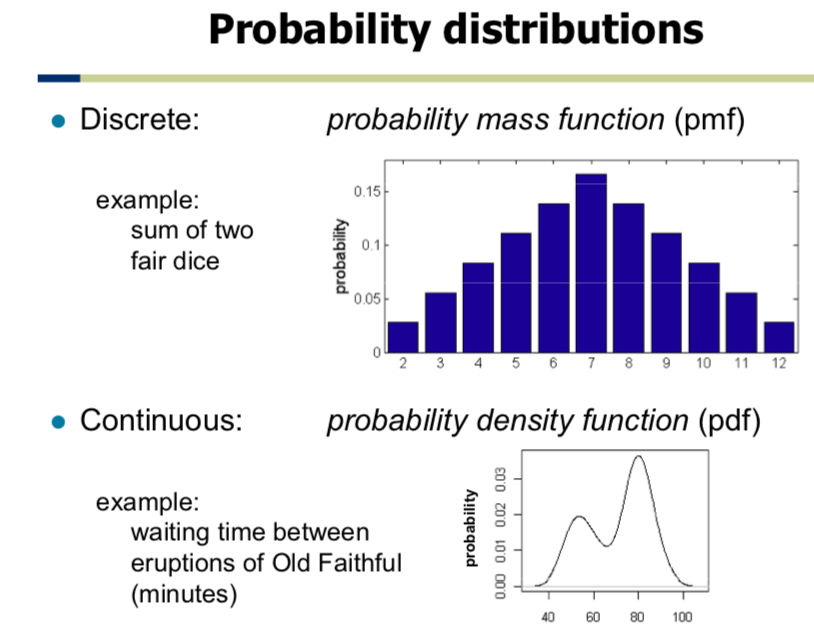 Probability distributions
● Discrete: probability mass function (pmf)
example:
sum of two
fair dice
probability
0.15
0.1
0.05
0
2 3 4 5 6 7 8 9 10 11 12
● Continuous: probability density function (pdf)
example:
waiting time between
eruptions of Old Faithful
(minutes)
probability
0.03
0.02
0.01
0.00
40 60 80 100